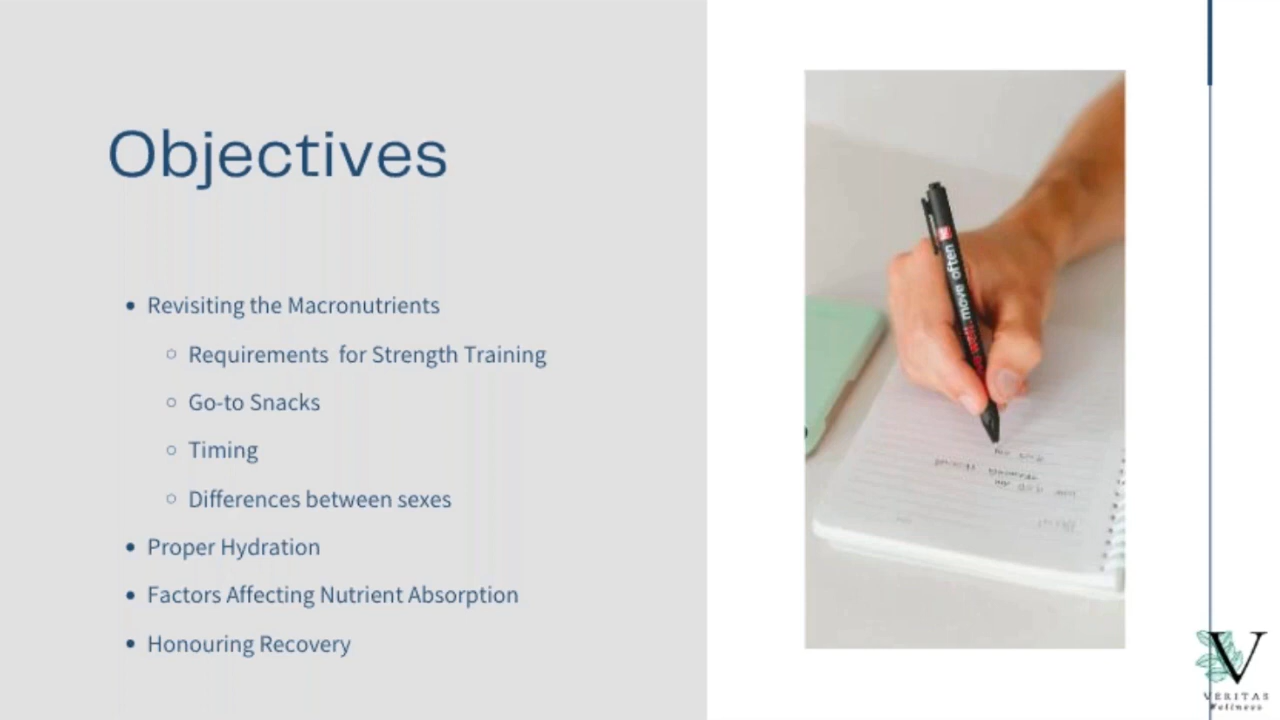 Objectives
Revisiting the Macronutrients
Requirements for Strength Training
Go-to Snacks
Timing
Differences between sexes
Proper Hydration
Factors Affecting Nutrient Absorption
Honouring Recovery
move often
V
VERITAS
Wellness